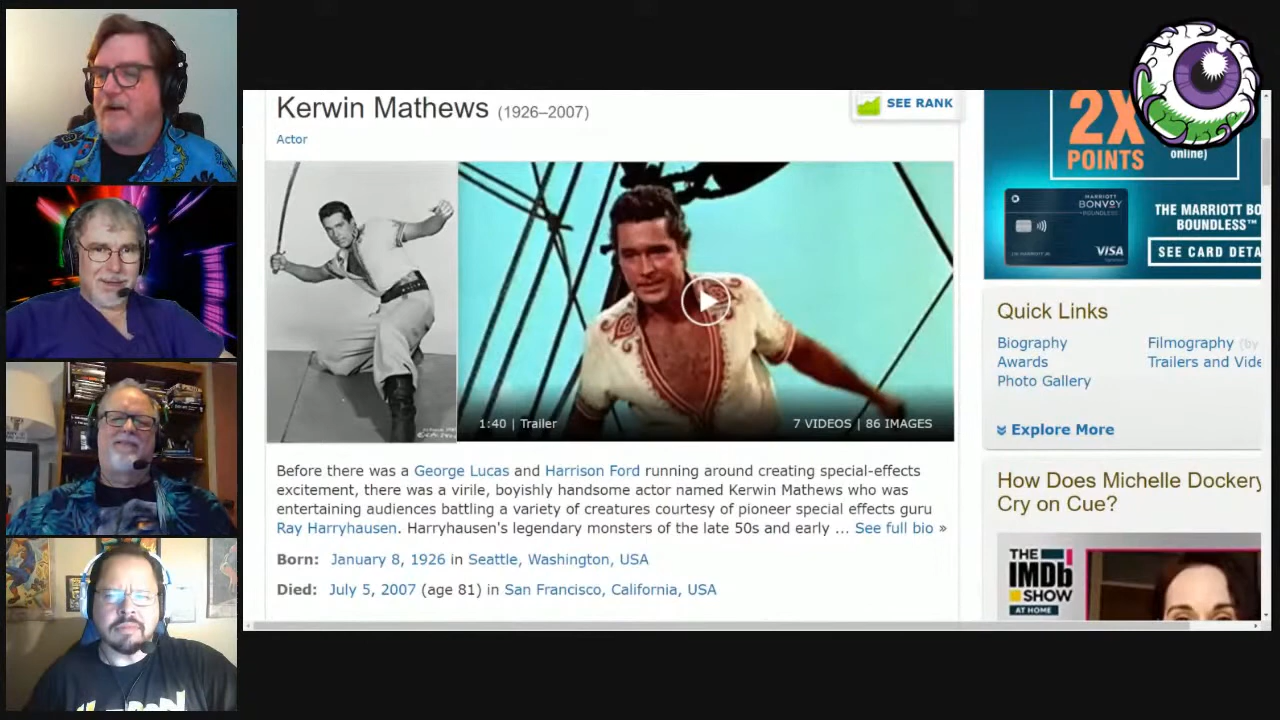 Kerwin Mathews (1926–2007)
SEE RANK
Actor
1:40 | Trailer
7 VIDEOS | 86 IMAGES
Before there was a George Lucas and Harrison Ford running around creating special-effects
excitement, there was a virile, boyishly handsome actor named Kerwin Mathews who was
entertaining audiences battling a variety of creatures courtesy of pioneer special effects guru
Ray Harryhausen. Harryhausen's legendary monsters of the late 50s and early ... See full bio »
Born: January 8, 1926 in Seattle, Washington, USA
Died: July 5, 2007 (age 81) in San Francisco, California, USA
2X
POINTS
online)
MARRIOTT
BONVOY
BOUNDLESS
VISA
THE MARRIOTT BO
BOUNDLESS™
SEE CARD DETA
Quick Links
Biography
Filmography (by
Awards
Trailers and Vide
Photo Gallery
Explore More
How Does Michelle Dockery
Cry on Cue?
THE
IMDb
SHOW
AT HOME